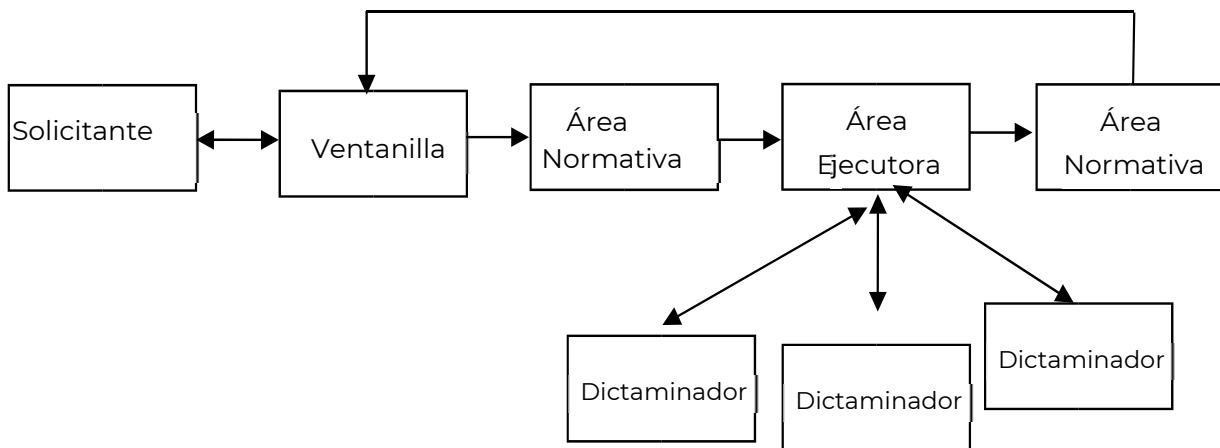 Solicitante
Ventanilla
Área
Normativa
Área
Ejecutora
Área
Normativa
Dictaminador
Dictaminador
Dictaminador